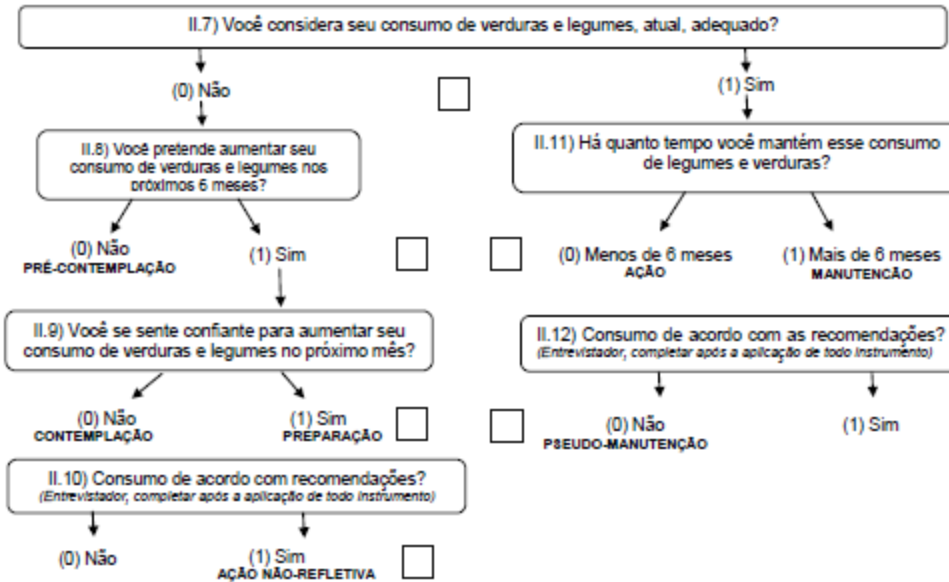 II.7) Você considera seu consumo de verduras e legumes, atual, adequado?
(0) Não
(1) Sim
II.8) Você pretende aumentar seu
consumo de verduras e legumes nos
próximos 6 meses?
II.11) Há quanto tempo você mantém esse consumo
de legumes e verduras?
(0) Não
PRÉ-CONTEMPLAÇÃO
(1) Sim
(0) Menos de 6 meses
AÇÃO
(1) Mais de 6 meses
MANUTENÇÃO
II.9) Você se sente confiante para aumentar seu
consumo de verduras e legumes no próximo mês?
II.12) Consumo de acordo com as recomendações?
(Entrevistador, completar após a aplicação de todo instrumento)
(0) Não
CONTEMPLAÇÃO
(1) Sim
PREPARAÇÃO
(0) Não
PSEUDO-MANUTENÇÃO
(1) Sim
II.10) Consumo de acordo com recomendações?
(Entrevistador, completar após a aplicação de todo instrumento)
(0) Não
(1) Sim
AÇÃO NÃO-REFLETIVA